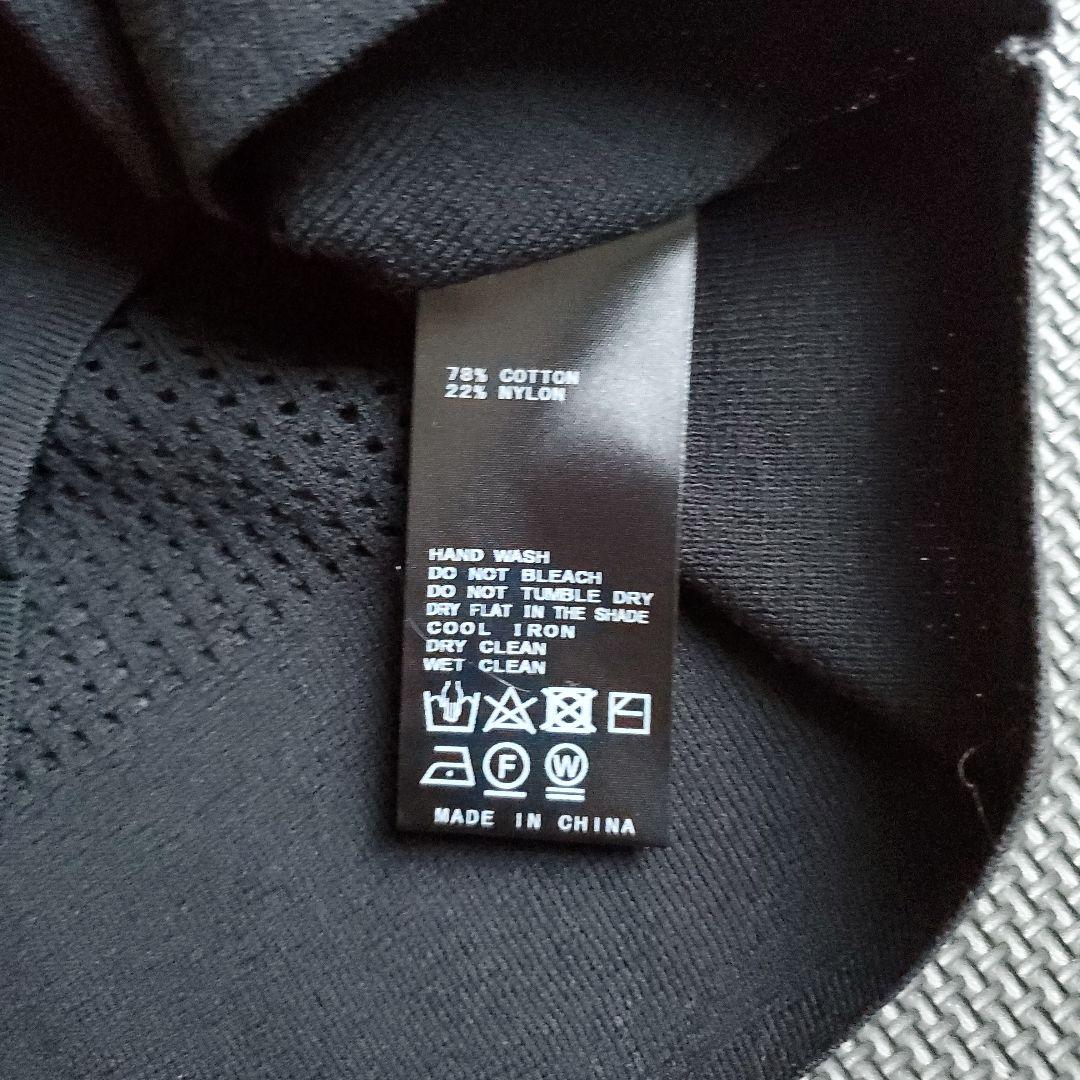 78% COTTON
22% NYLON
HAND WASH
DO NOT BLEACH
DO NOT TUMBLE DRY
DRY FLAT IN THE SHADE
COOL IRON
DRY CLEAN
WET CLEAN
F W
MADE IN CHINA